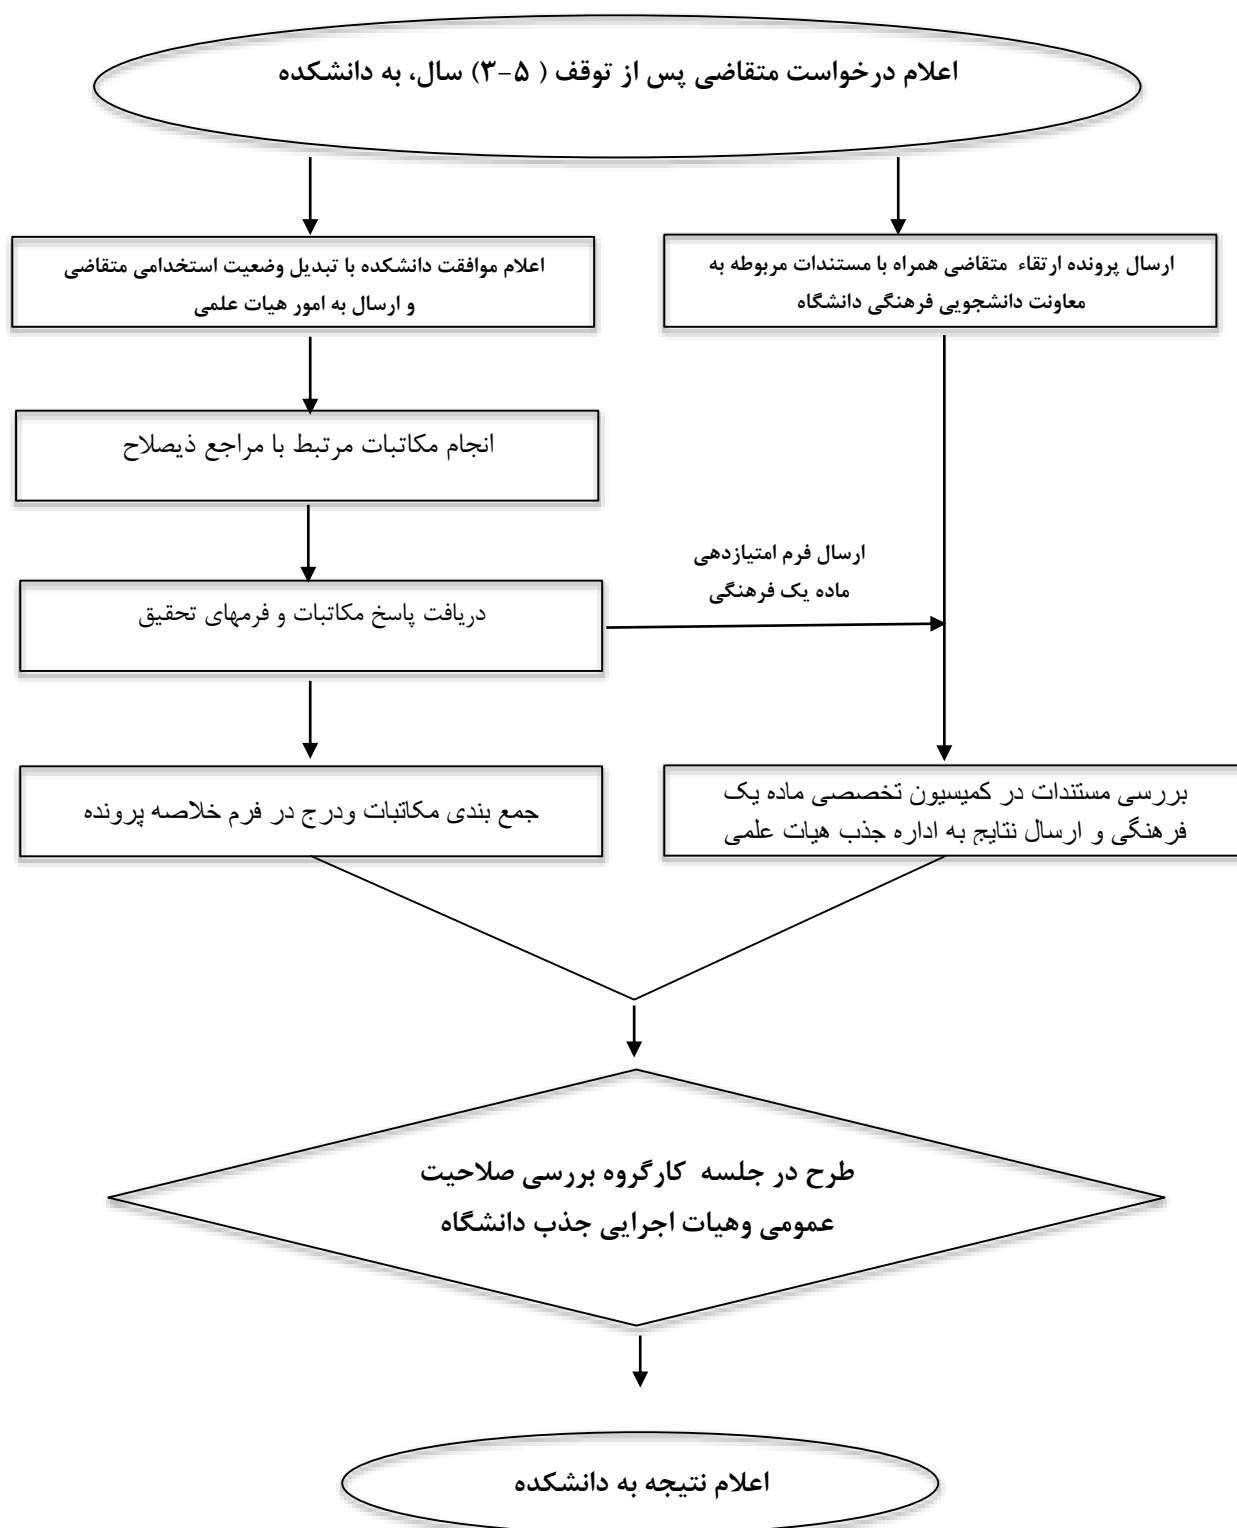 اعلام درخواست متقاضی پس از توقف ( ۵-۳) سال، به دانشکده
ارسال پرونده ارتقاء متقاضی همراه با مستندات مربوطه به
معاونت دانشجویی فرهنگی دانشگاه
اعلام موافقت دانشکده با تبدیل وضعیت استخدامی متقاضی
و ارسال به امور هیات علمی
انجام مکاتبات مرتبط با مراجع ذیصلاح
ارسال فرم امتیازدهی
ماده یک فرهنگی
دریافت پاسخ مکاتبات و فرمهای تحقیق
بررسی مستندات در کمیسیون تخصصی ماده یک
فرهنگی و ارسال نتایج به اداره جذب هیات علمی
جمع بندی مکاتبات ودرج در فرم خلاصه پرونده
طرح در جلسه کارگروه بررسی صلاحیت
عمومی وهیات اجرایی جذب دانشگاه
اعلام نتیجه به دانشکده